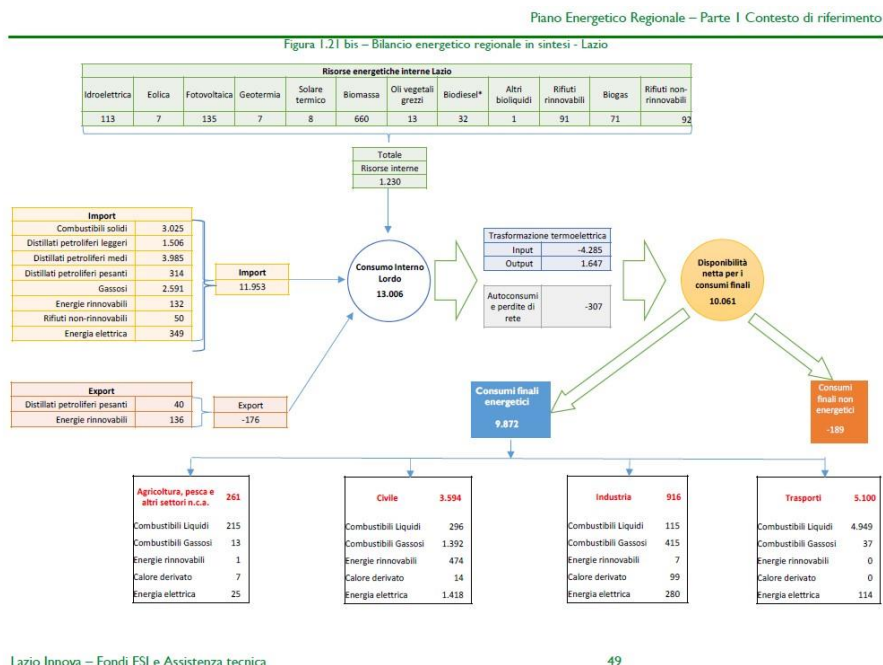 Piano Energetico Regionale – Parte 1 Contesto di riferimento
Figura 1.21 bis – Bilancio energetico regionale in sintesi - Lazio
Risorse energetiche interne Lazio
Idroelettrica Eolica Fotovoltaica Geotermia Solare termico Biomassa Oli vegetali grezzi Biodiesel* Altri bioliquidi Rifiuti rinnovabili Biogas Rifiuti non-rinnovabili
113 7 135 7 8 660 13 32 1 91 71 92
Totale
Risorse interne
1.230
Import
Combustibili solidi 3.025
Distillati petroliferi leggeri 1.506
Distillati petroliferi medi 3.985
Distillati petroliferi pesanti 314
Gassosi 2.591
Energie rinnovabili 132
Rifiuti non-rinnovabili 50
Energia elettrica 349
Import
11.953
Consumo Interno
Lordo
13.006
Trasformazione termoelettrica
Input -4.285
Output 1.647
Autoconsumi
e perdite di -307
rete
Disponibilità
netta per i
consumi finali
10.061
Export
Distillati petroliferi pesanti 40
Energie rinnovabili 136
Export
-176
Consumi finali
energetici
9.872
Consumi
finali non
energetici
-189
Agricoltura, pesca e
altri settori n.c.a. 261
Combustibili Liquidi 215
Combustibili Gassosi 13
Energie rinnovabili 1
Calore derivato 7
Energia elettrica 25
Civile 3.594
Combustibili Liquidi 296
Combustibili Gassosi 1.392
Energie rinnovabili 474
Calore derivato 14
Energia elettrica 1.418
Industria 916
Combustibili Liquidi 115
Combustibili Gassosi 415
Energie rinnovabili 7
Calore derivato 99
Energia elettrica 280
Trasporti 5.100
Combustibili Liquidi 4.949
Combustibili Gassosi 37
Energie rinnovabili 0
Calore derivato 0
Energia elettrica 114
Lazio Innova – Fondi ESI e Assistenza tecnica 49